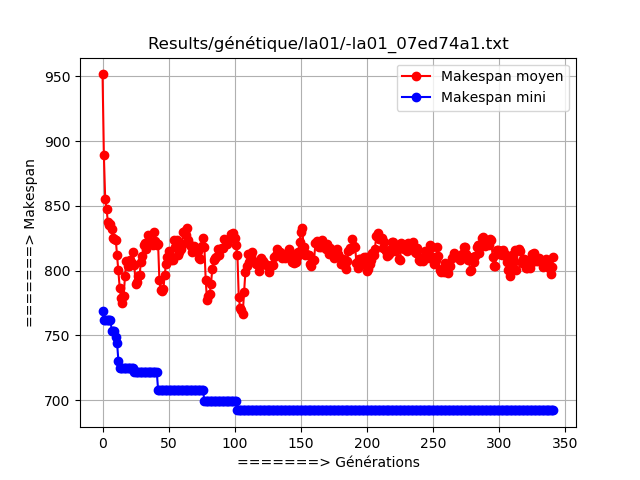 Results/génétique/la01/-la01_07ed74a1.txt
Makespan moyen
Makespan mini
=======> Makespan
950
900
850
800
750
700
0 50 100 150 200 250 300 350
=======> Générations